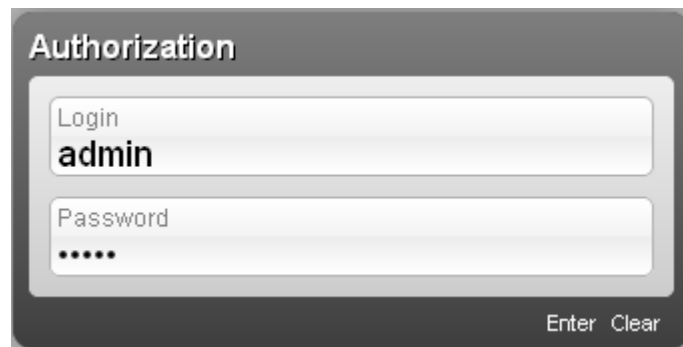 Authorization
Login
admin
Password
•••••
Enter Clear